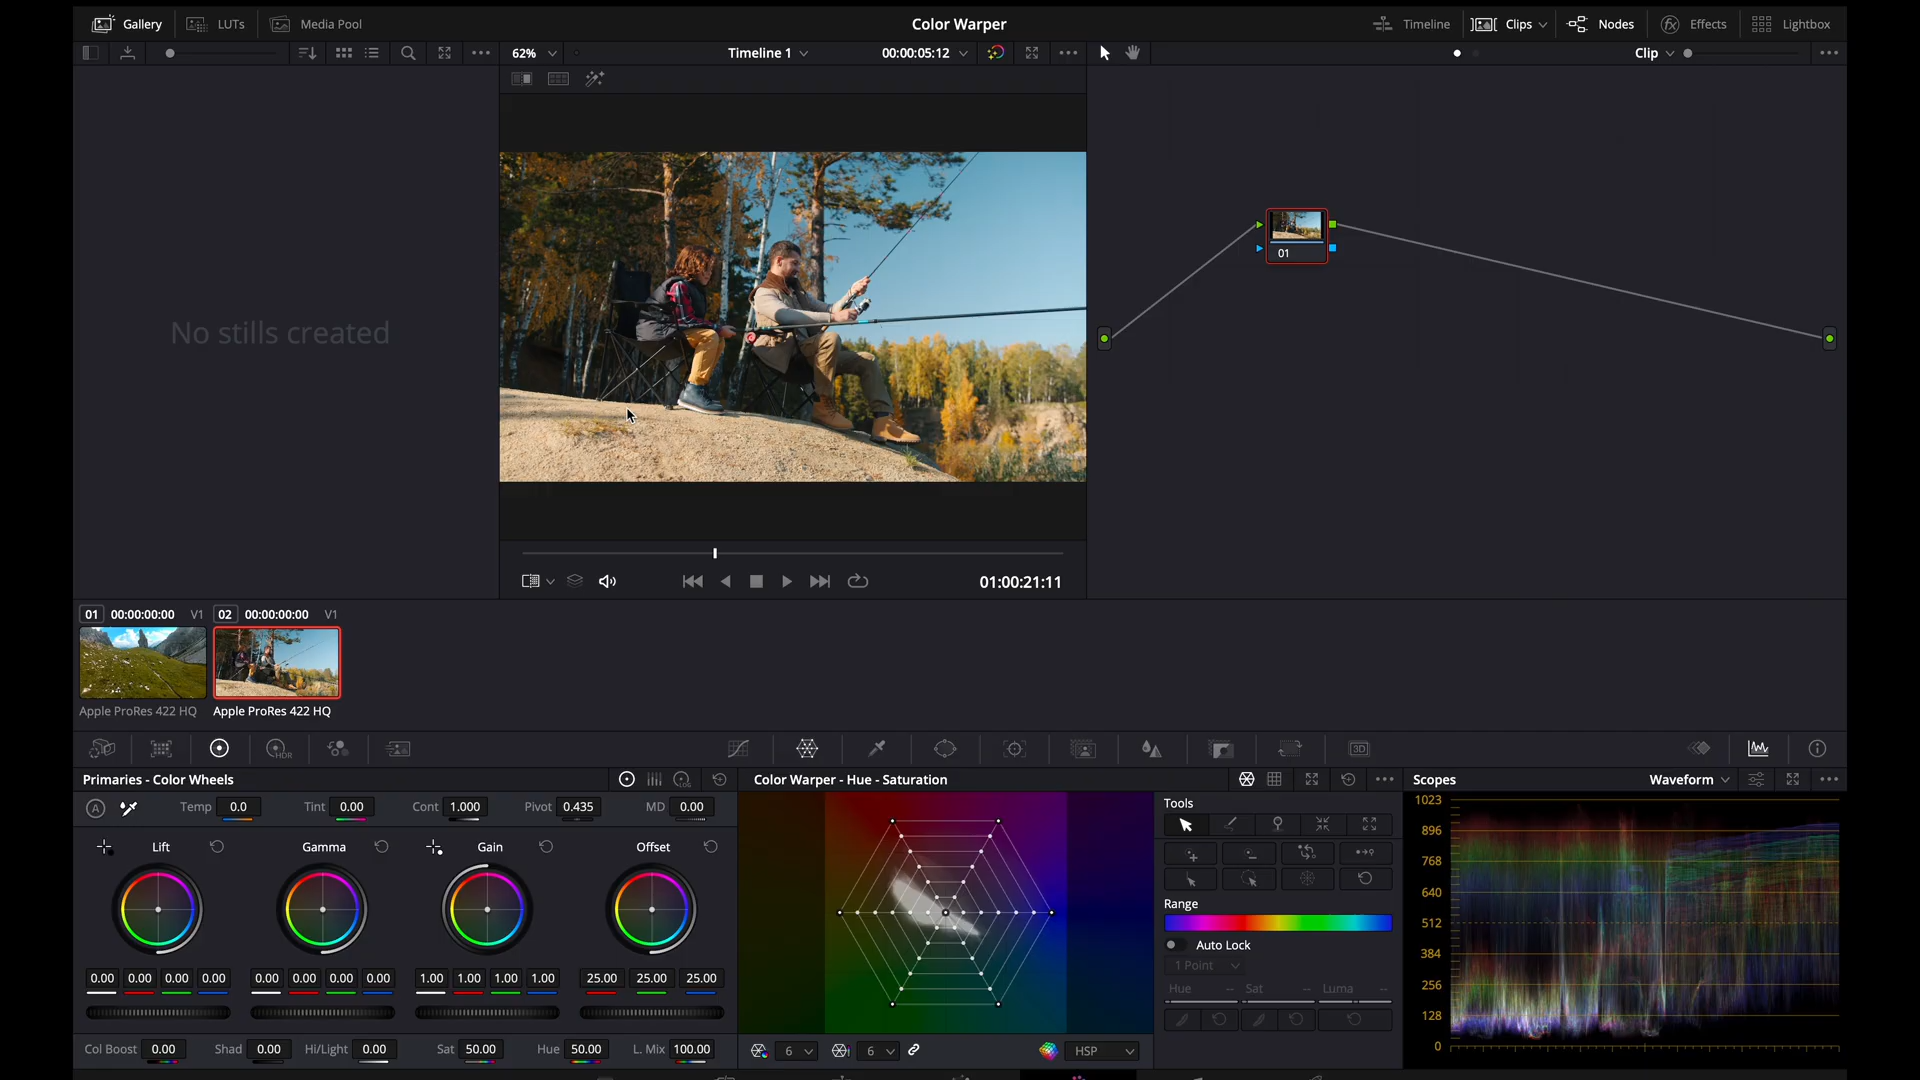 Gallery LUTs Media Pool Color Warper Timeline Clips Nodes Effects Lightbox
62% Timeline 1 00:00:05:12 Clip
No stills created
01
01:00:21:11
01 00:00:00:00 V1 02 00:00:00:00 V1
Apple ProRes 422 HQ Apple ProRes 422 HQ
HDR 3D
Primaries - Color Wheels Color Warper - Hue - Saturation Scopes Waveform
A Temp 0.0 Tint 0.00 Cont 1.000 Pivot 0.435 MD 0.00
Lift Gamma Gain Offset
0.00 0.00 0.00 0.00 0.00 0.00 0.00 0.00 1.00 1.00 1.00 1.00 25.00 25.00 25.00
Col Boost 0.00 Shad 0.00 Hi/Light 0.00 Sat 50.00 Hue 50.00 L. Mix 100.00
6 6 HSP
Tools
Range
Auto Lock
1 Point
Hue -- Sat -- Luma --
1023
896
768
640
512
384
256
128
0